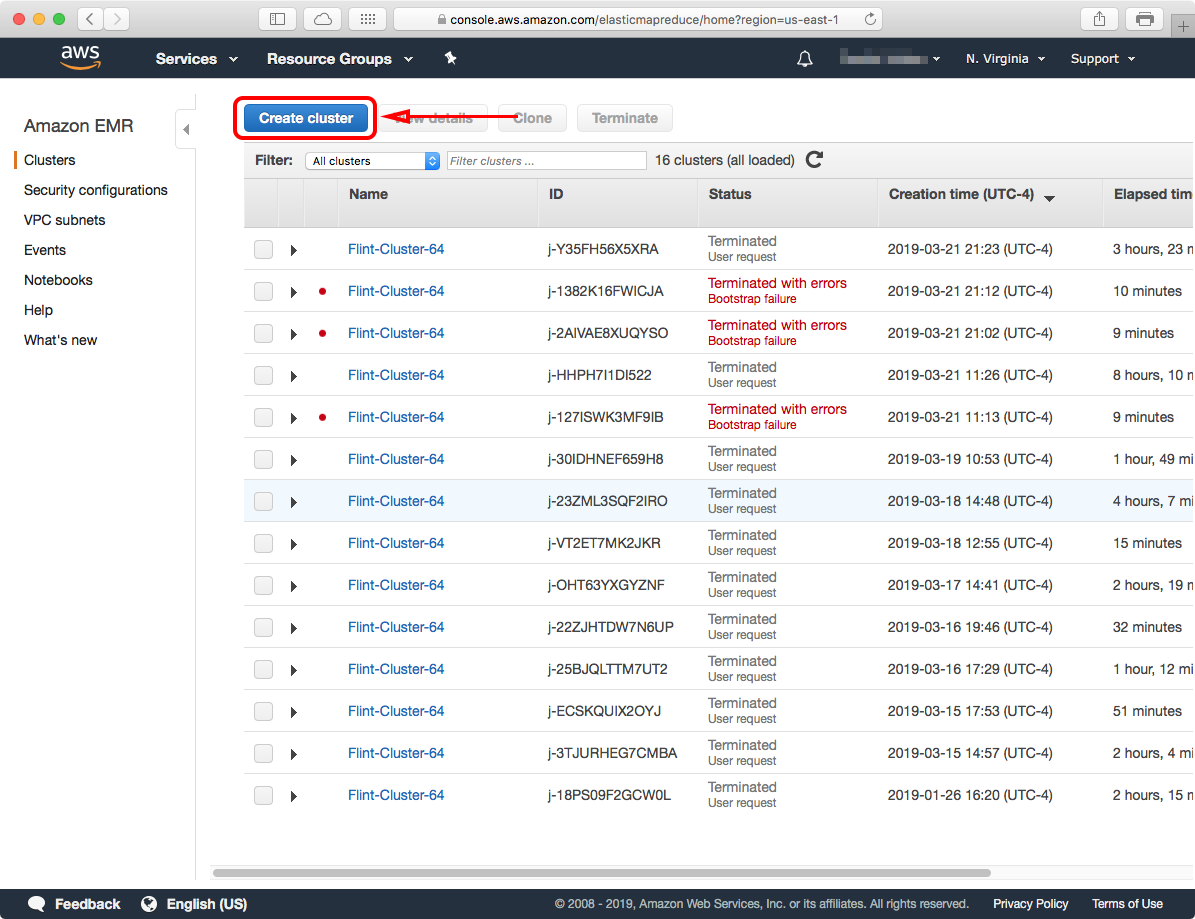 console.aws.amazon.com/elasticmapreduce/home?region=us-east-1
aws Services Resource Groups N. Virginia Support
Amazon EMR
Clusters
Security configurations
VPC subnets
Events
Notebooks
Help
What's new
Create cluster View details Clone Terminate
Filter: All clusters Filter clusters ... 16 clusters (all loaded)
Name ID Status Creation time (UTC-4) Elapsed tim
Flint-Cluster-64 j-Y35FH56X5XRA Terminated 2019-03-21 21:23 (UTC-4) 3 hours, 23 m
User request
Flint-Cluster-64 j-1382K16FWICJA Terminated with errors 2019-03-21 21:12 (UTC-4) 10 minutes
Bootstrap failure
Flint-Cluster-64 j-2AIVAE8XUQYSO Terminated with errors 2019-03-21 21:02 (UTC-4) 9 minutes
Bootstrap failure
Flint-Cluster-64 j-HHPH7I1DI522 Terminated 2019-03-21 11:26 (UTC-4) 8 hours, 10 m
User request
Flint-Cluster-64 j-127ISWK3MF9IB Terminated with errors 2019-03-21 11:13 (UTC-4) 9 minutes
Bootstrap failure
Flint-Cluster-64 j-30IDHNEF659H8 Terminated 2019-03-19 10:53 (UTC-4) 1 hour, 49 mi
User request
Flint-Cluster-64 j-23ZML3SQF2IRO Terminated 2019-03-18 14:48 (UTC-4) 4 hours, 7 mi
User request
Flint-Cluster-64 j-VT2ET7MK2JKR Terminated 2019-03-18 12:55 (UTC-4) 15 minutes
User request
Flint-Cluster-64 j-OHT63YXGYZNF Terminated 2019-03-17 14:41 (UTC-4) 2 hours, 19 m
User request
Flint-Cluster-64 j-22ZJHTDW7N6UP Terminated 2019-03-16 19:46 (UTC-4) 32 minutes
User request
Flint-Cluster-64 j-25BJQLTTM7UT2 Terminated 2019-03-16 17:29 (UTC-4) 1 hour, 12 mi
User request
Flint-Cluster-64 j-ECSKQUIX2OYJ Terminated 2019-03-15 17:53 (UTC-4) 51 minutes
User request
Flint-Cluster-64 j-3TJURHEG7CMBA Terminated 2019-03-15 14:57 (UTC-4) 2 hours, 4 mi
User request
Flint-Cluster-64 j-18PS09F2GCW0L Terminated 2019-01-26 16:20 (UTC-4) 2 hours, 15 m
User request
Feedback English (US) © 2008 - 2019, Amazon Web Services, Inc. or its affiliates. All rights reserved. Privacy Policy Terms of Use